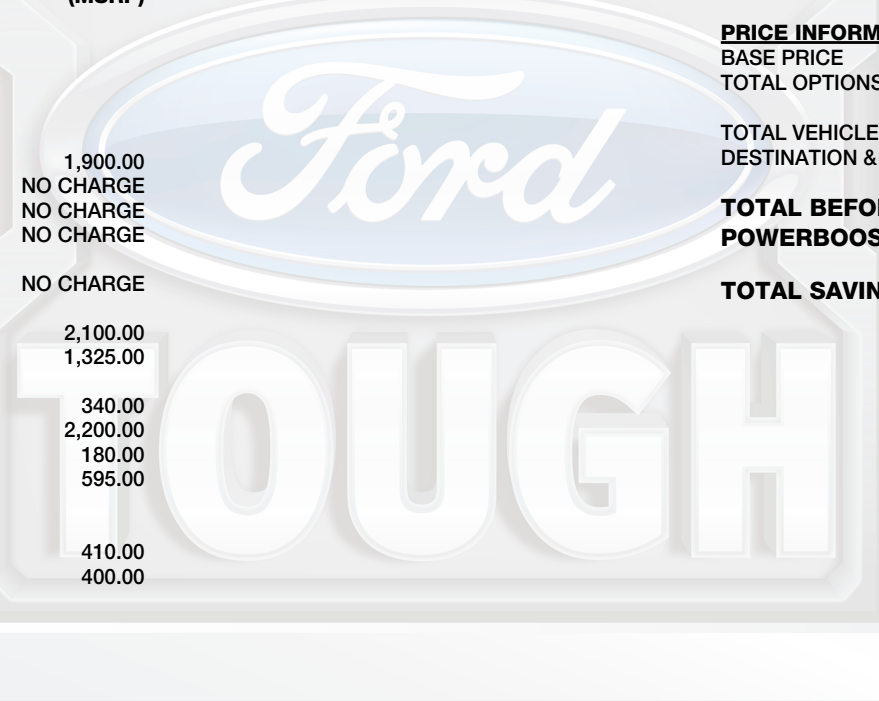 (MSRP)
1,900.00
NO CHARGE
NO CHARGE
NO CHARGE
NO CHARGE
2,100.00
1,325.00
340.00
2,200.00
180.00
595.00
410.00
400.00
Ford
TOUGH
PRICE INFORM
BASE PRICE
TOTAL OPTIONS
TOTAL VEHICLE
DESTINATION &
TOTAL BEFO
POWERBOOS
TOTAL SAVIN